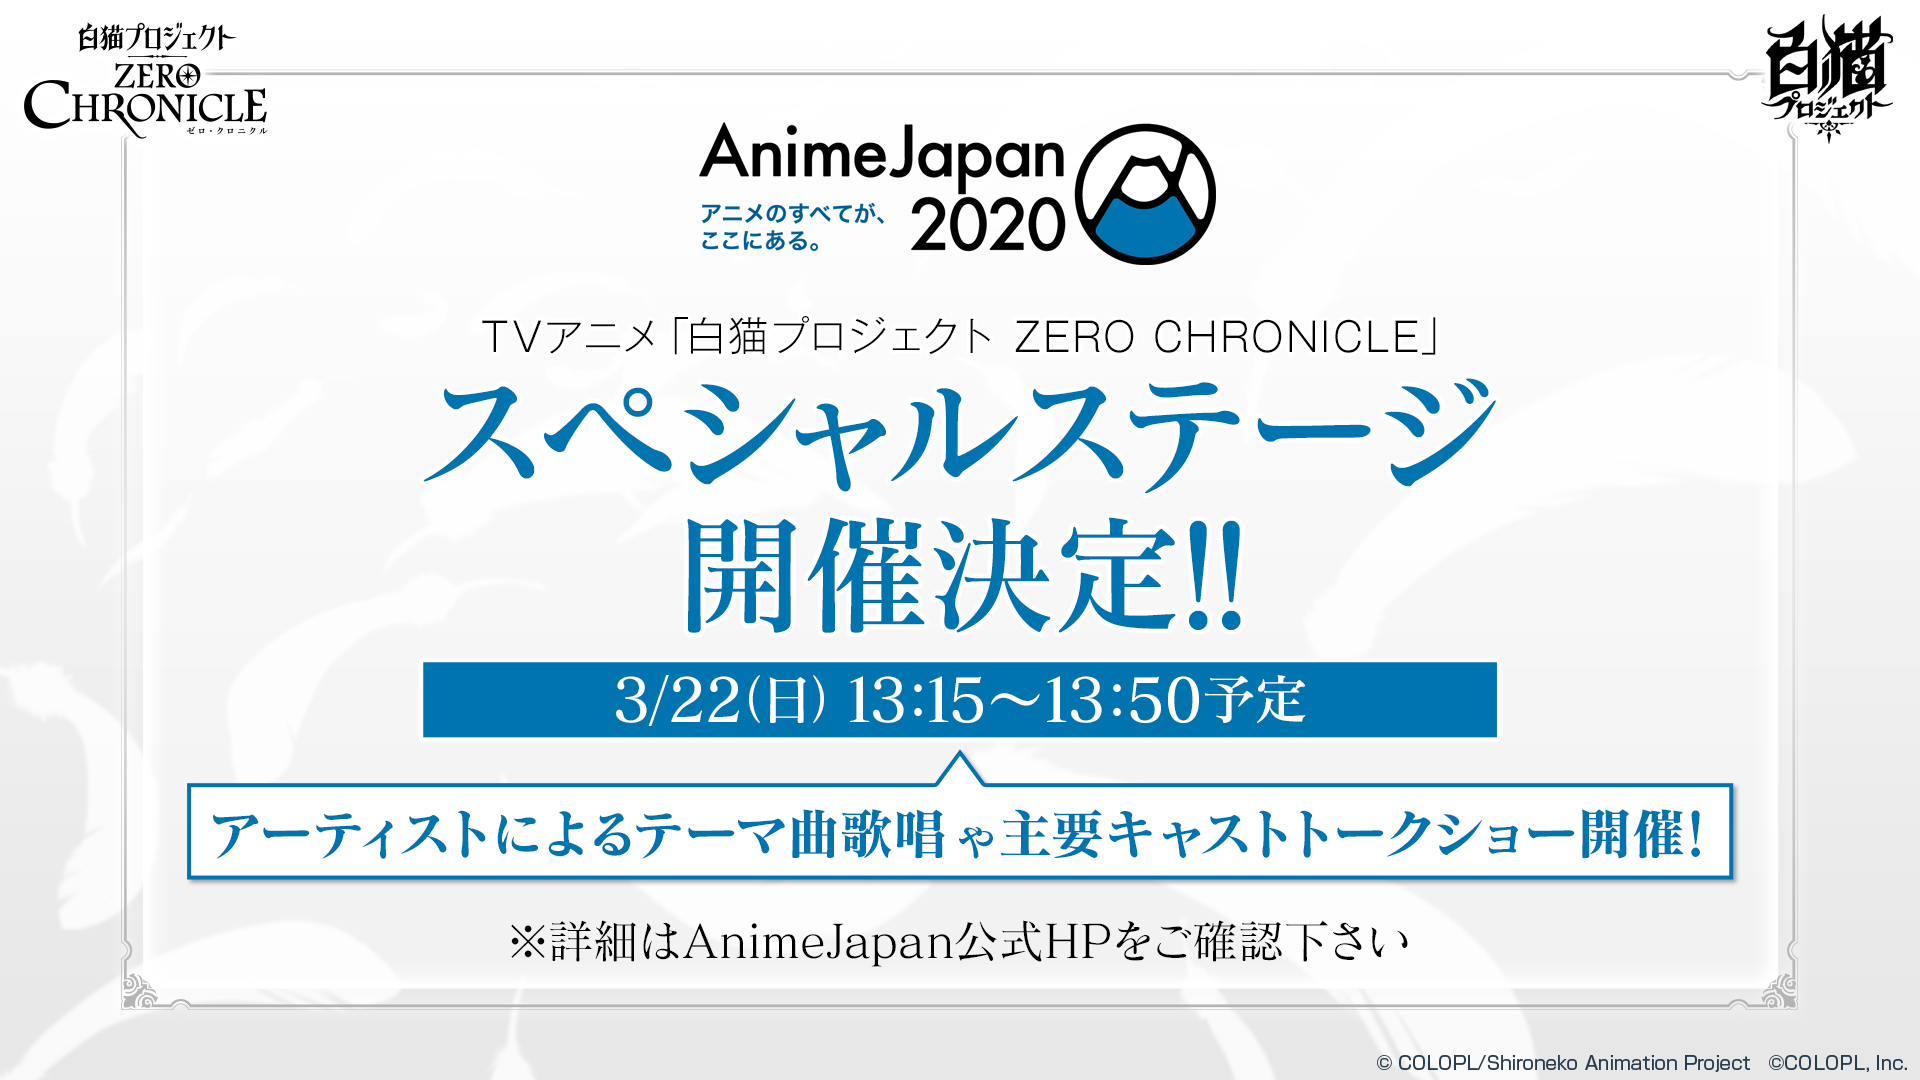 白猫プロジェクト
ZERO
CHRONICLE
ゼロ・クロニクル
白猫
プロジェクト
AnimeJapan
2020
アニメのすべてが、
ここにある。
TVアニメ「白猫プロジェクト ZERO CHRONICLE」
スペシャルステージ
開催決定!!
3/22(日) 13:15～13:50予定
アーティストによるテーマ曲歌唱や主要キャストトークショー開催!
※詳細はAnimeJapan公式HPをご確認下さい
© COLOPL/Shironeko Animation Project ©COLOPL, Inc.